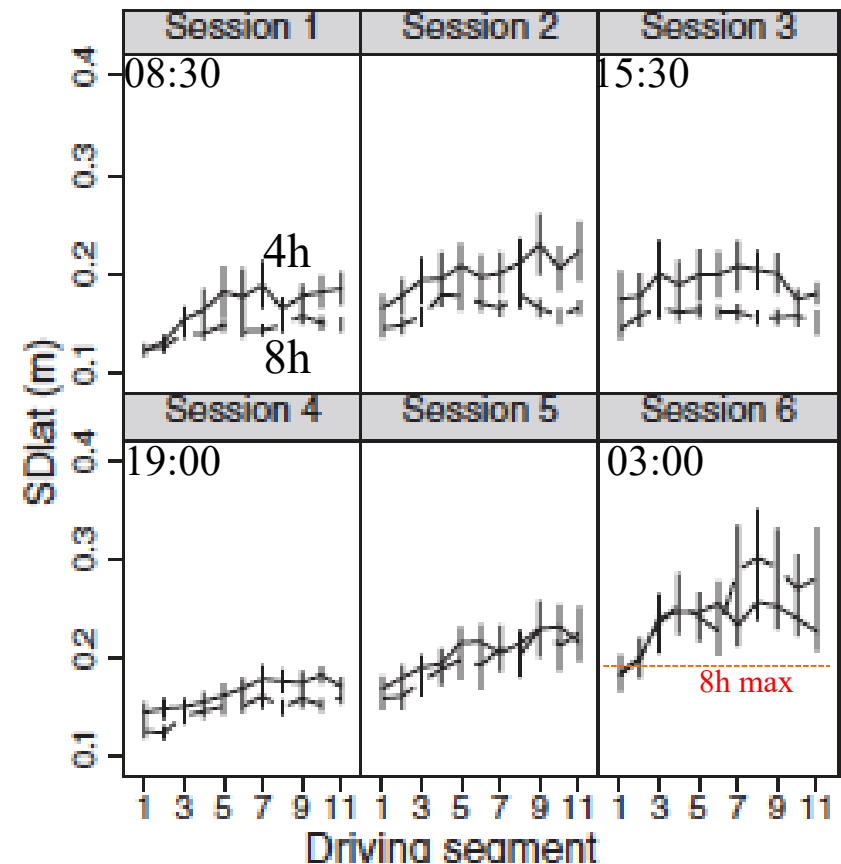 Session 1 Session 2 Session 3
08:30 15:30
0.4
0.3
0.2
0.1
4h
8h
SDlat (m)
Session 4 Session 5 Session 6
19:00 03:00
0.4
0.3
0.2
0.1
8h max
1 3 5 7 9 11 1 3 5 7 9 11 1 3 5 7 9 11
Driving segment